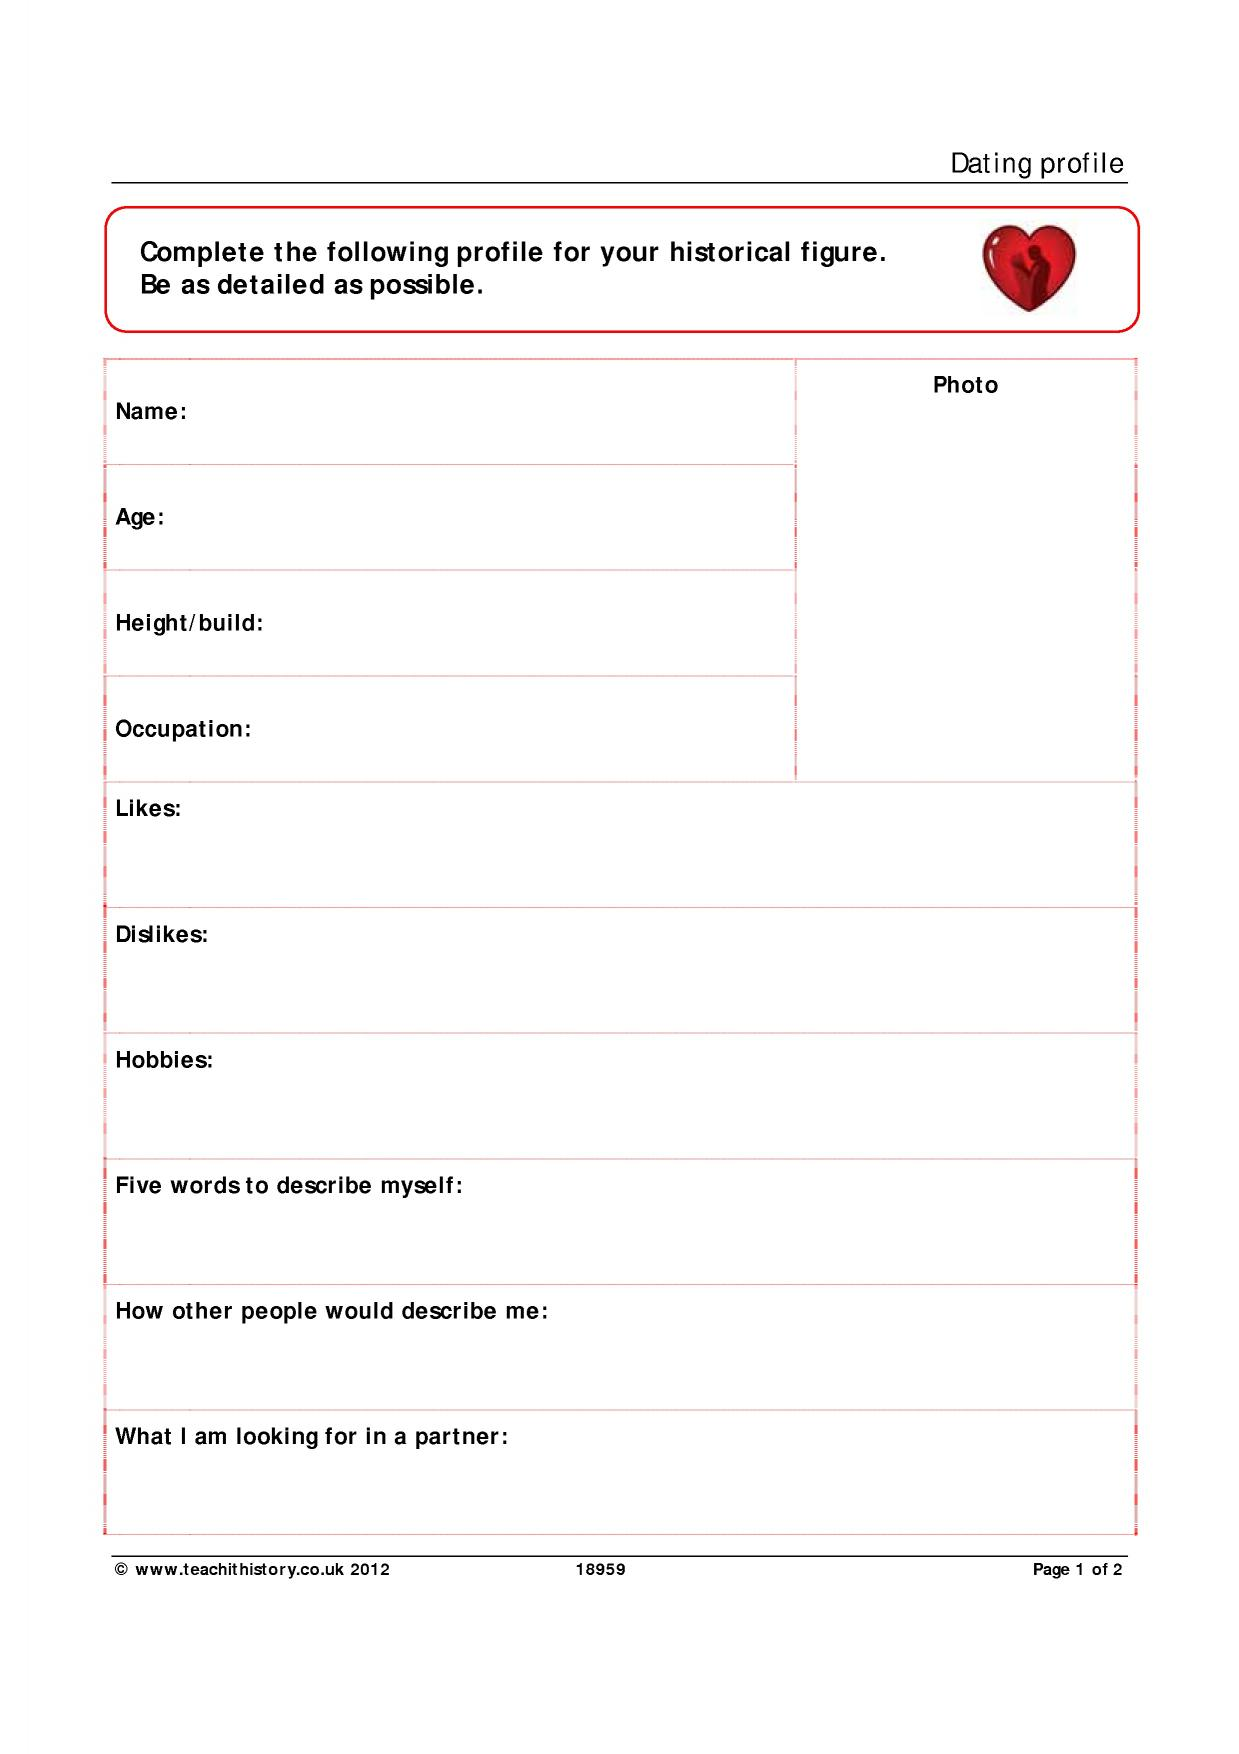 Dating profile
Complete the following profile for your historical figure.
Be as detailed as possible.
Photo
Name:
Age:
Height/build:
Occupation:
Likes:
Dislikes:
Hobbies:
Five words to describe myself:
How other people would describe me:
What I am looking for in a partner:
© www.teachithistory.co.uk 2012 18959 Page 1 of 2